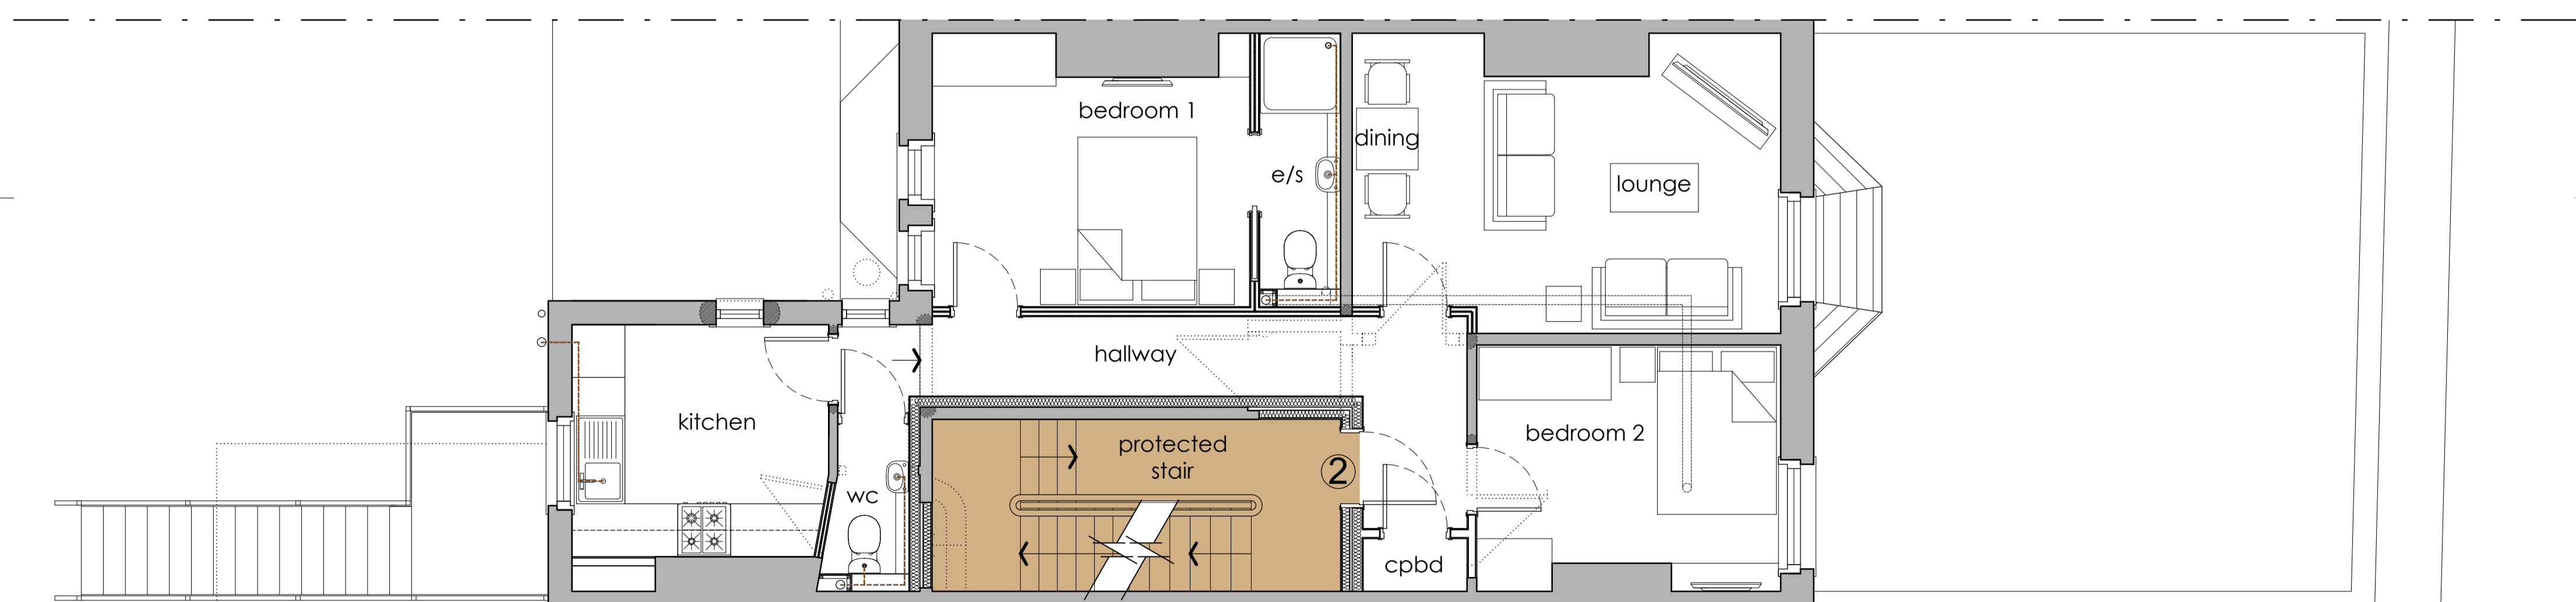 bedroom 1
dining
e/s
lounge
hallway
kitchen
bedroom 2
protected
stair
2
wc
cpbd